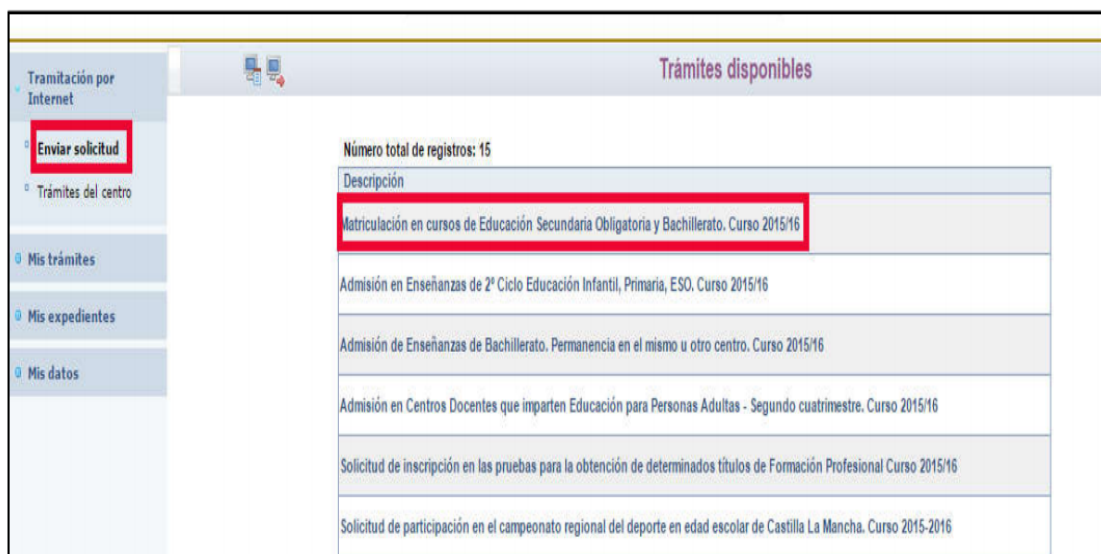 Tramitación por
Internet
Enviar solicitud
Trámites del centro
Mis trámites
Mis expedientes
Mis datos
Trámites disponibles
Número total de registros: 15
Descripción
Matriculación en cursos de Educación Secundaria Obligatoria y Bachillerato. Curso 2015/16
Admisión en Enseñanzas de 2º Ciclo Educación Infantil, Primaria, ESO. Curso 2015/16
Admisión de Enseñanzas de Bachillerato. Permanencia en el mismo u otro centro. Curso 2015/16
Admisión en Centros Docentes que imparten Educación para Personas Adultas - Segundo cuatrimestre. Curso 2015/16
Solicitud de inscripción en las pruebas para la obtención de determinados títulos de Formación Profesional Curso 2015/16
Solicitud de participación en el campeonato regional del deporte en edad escolar de Castilla La Mancha. Curso 2015-2016